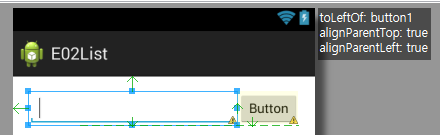 toLeftOf: button1
alignParentTop: true
alignParentLeft: true
E02List
Button